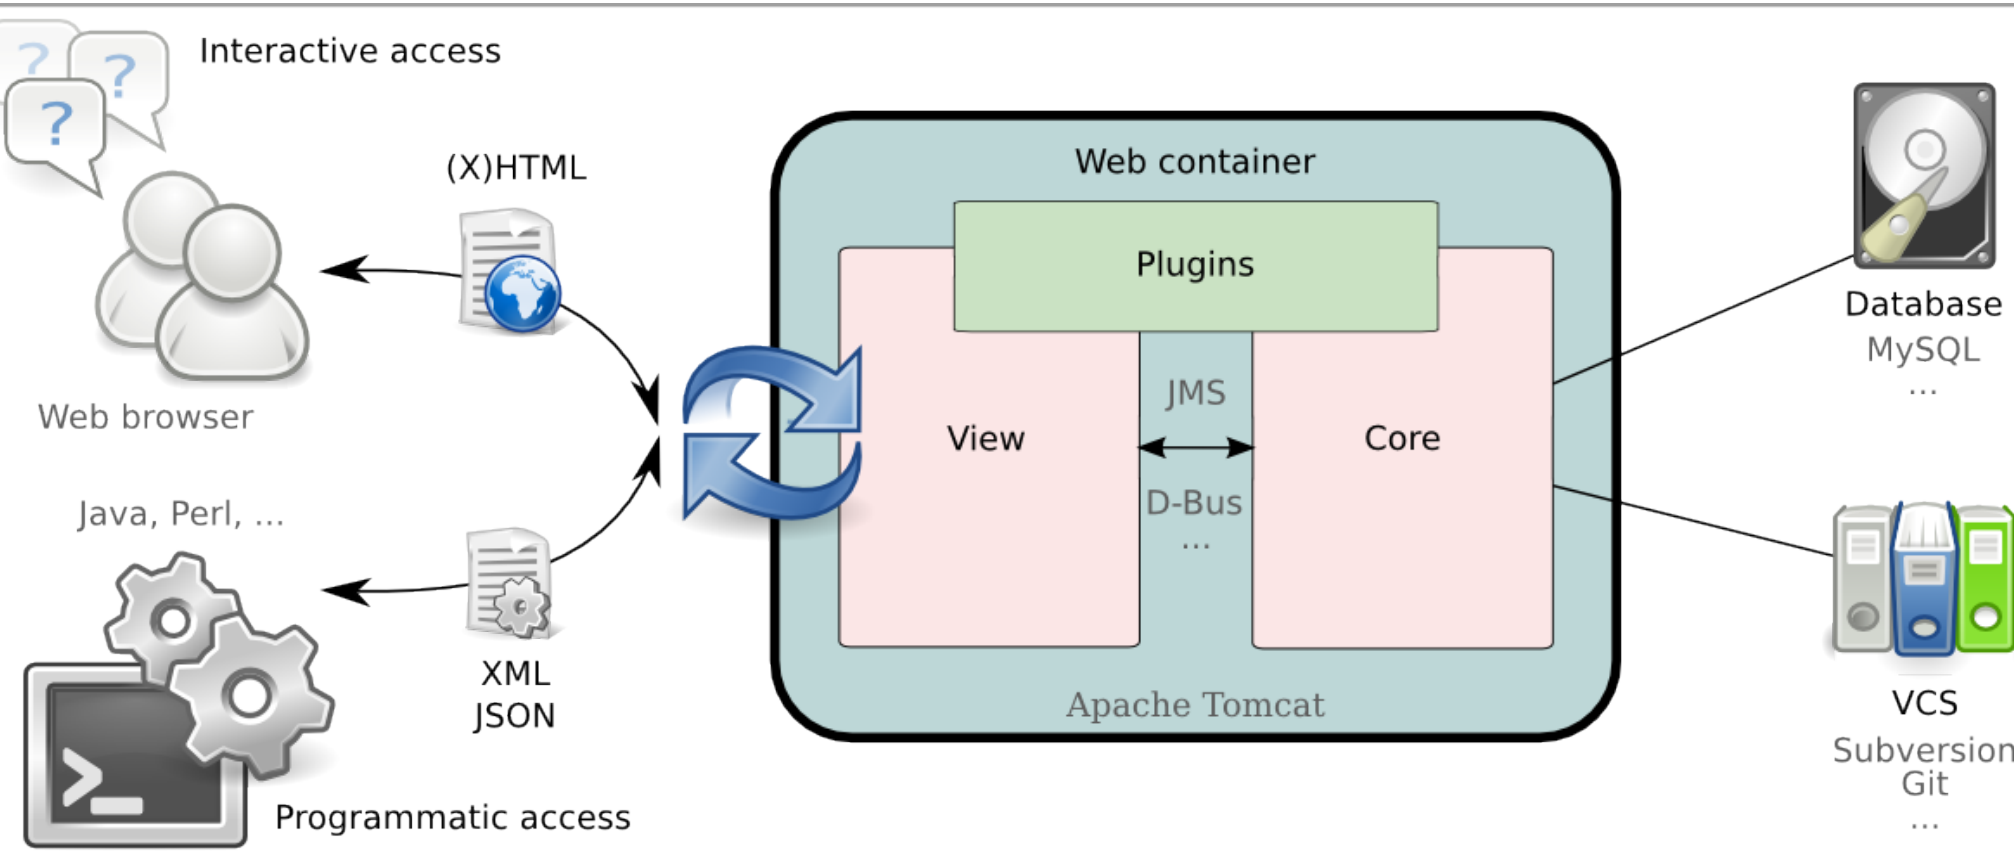 Interactive access
? ? ?
(X)HTML
Web browser
Java, Perl, ...
XML
JSON
>_
Programmatic access
Web container
Plugins
View
JMS
D-Bus
...
Core
Apache Tomcat
Database
MySQL
...
VCS
Subversion
Git
...